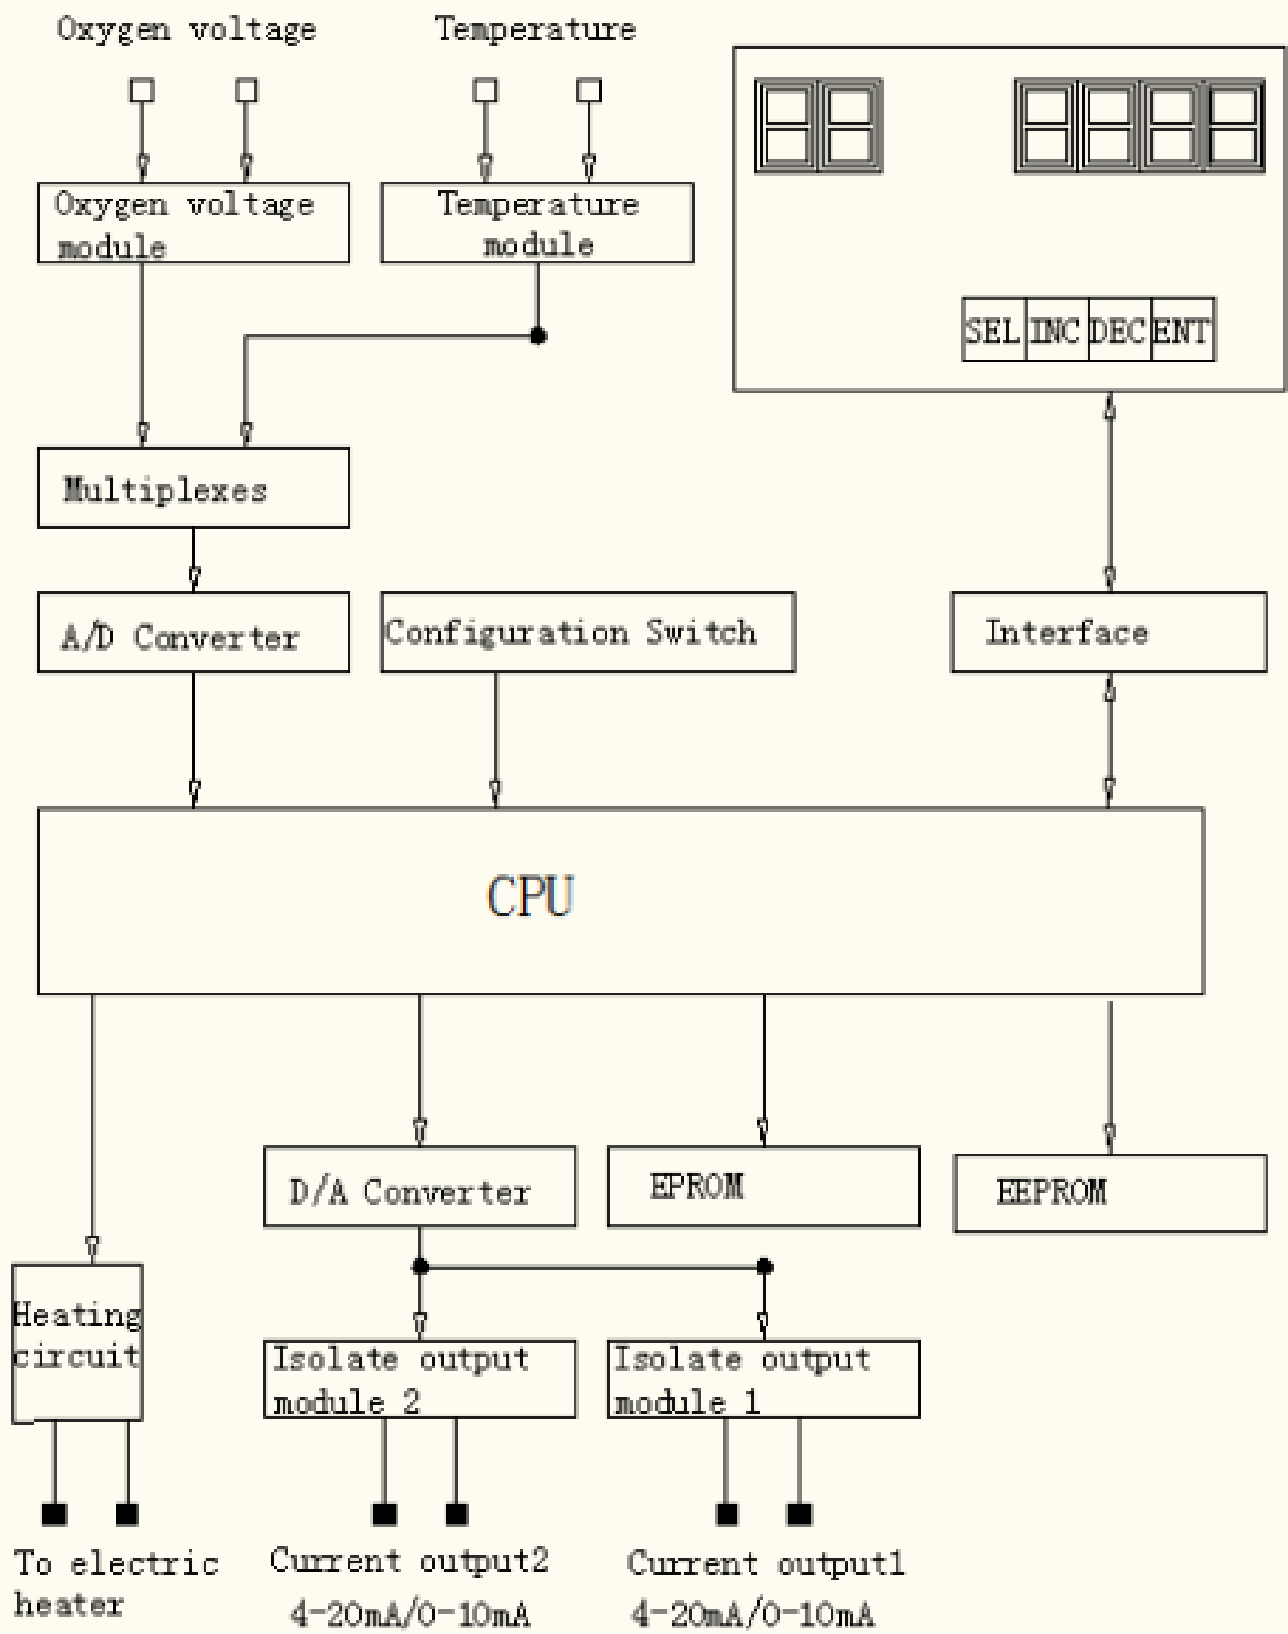 Oxygen voltage
Temperature
Oxygen voltage
module
Temperature
module
SEL INC DEC ENT
Multiplexes
A/D Converter
Configuration Switch
Interface
CPU
D/A Converter
EPROM
EEPROM
Heating
circuit
Isolate output
module 2
Isolate output
module 1
To electric
heater
Current output2
4-20mA/0-10mA
Current output1
4-20mA/0-10mA